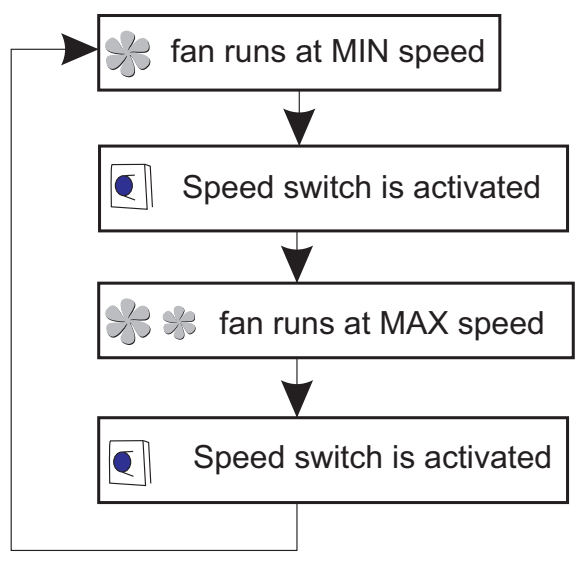 fan runs at MIN speed
Speed switch is activated
fan runs at MAX speed
Speed switch is activated